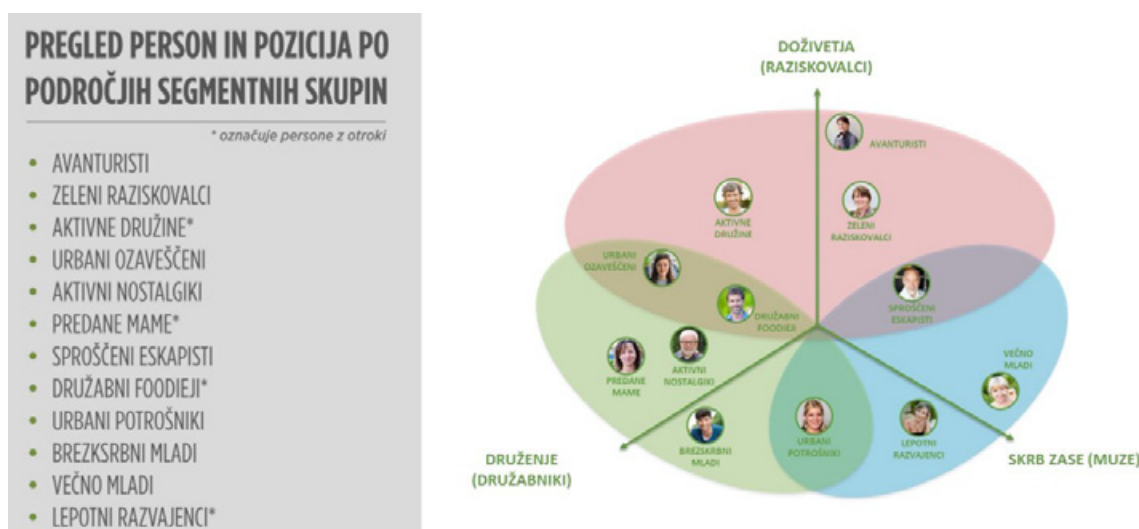 PREGLED PERSON IN POZICIJA PO
PODROČJIH SEGMENTNIH SKUPIN
* označuje persone z otroki
• AVANTURISTI
• ZELENI RAZISKOVALCI
• AKTIVNE DRUŽINE*
• URBANI OZAVEŠČENI
• AKTIVNI NOSTALGIKI
• PREDANE MAME*
• SPROŠČENI ESKAPISTI
• DRUŽABNI FOODIEJI*
• URBANI POTROŠNIKI
• BREZKSRBNI MLADI
• VEČNO MLADI
• LEPOTNI RAZVAJENCI*
DOŽIVETJA
(RAZISKOVALCI)
AVANTURISTI
AKTIVNE
DRUŽINE
ZELENI
RAZISKOVALCI
URBANI
OZAVEŠČENI
DRUŽABNI
FOODIEJI
SPROŠČENI
ESKAPISTI
PREDANE
MAME
AKTIVNI
NOSTALGIKI
VEČNO
MLADI
BREZSKRBNI
MLADI
URBANI
POTROŠNIKI
LEPOTNI
RAZVAJENCI
DRUŽENJE
(DRUŽABNIKI)
SKRB ZASE (MUZE)